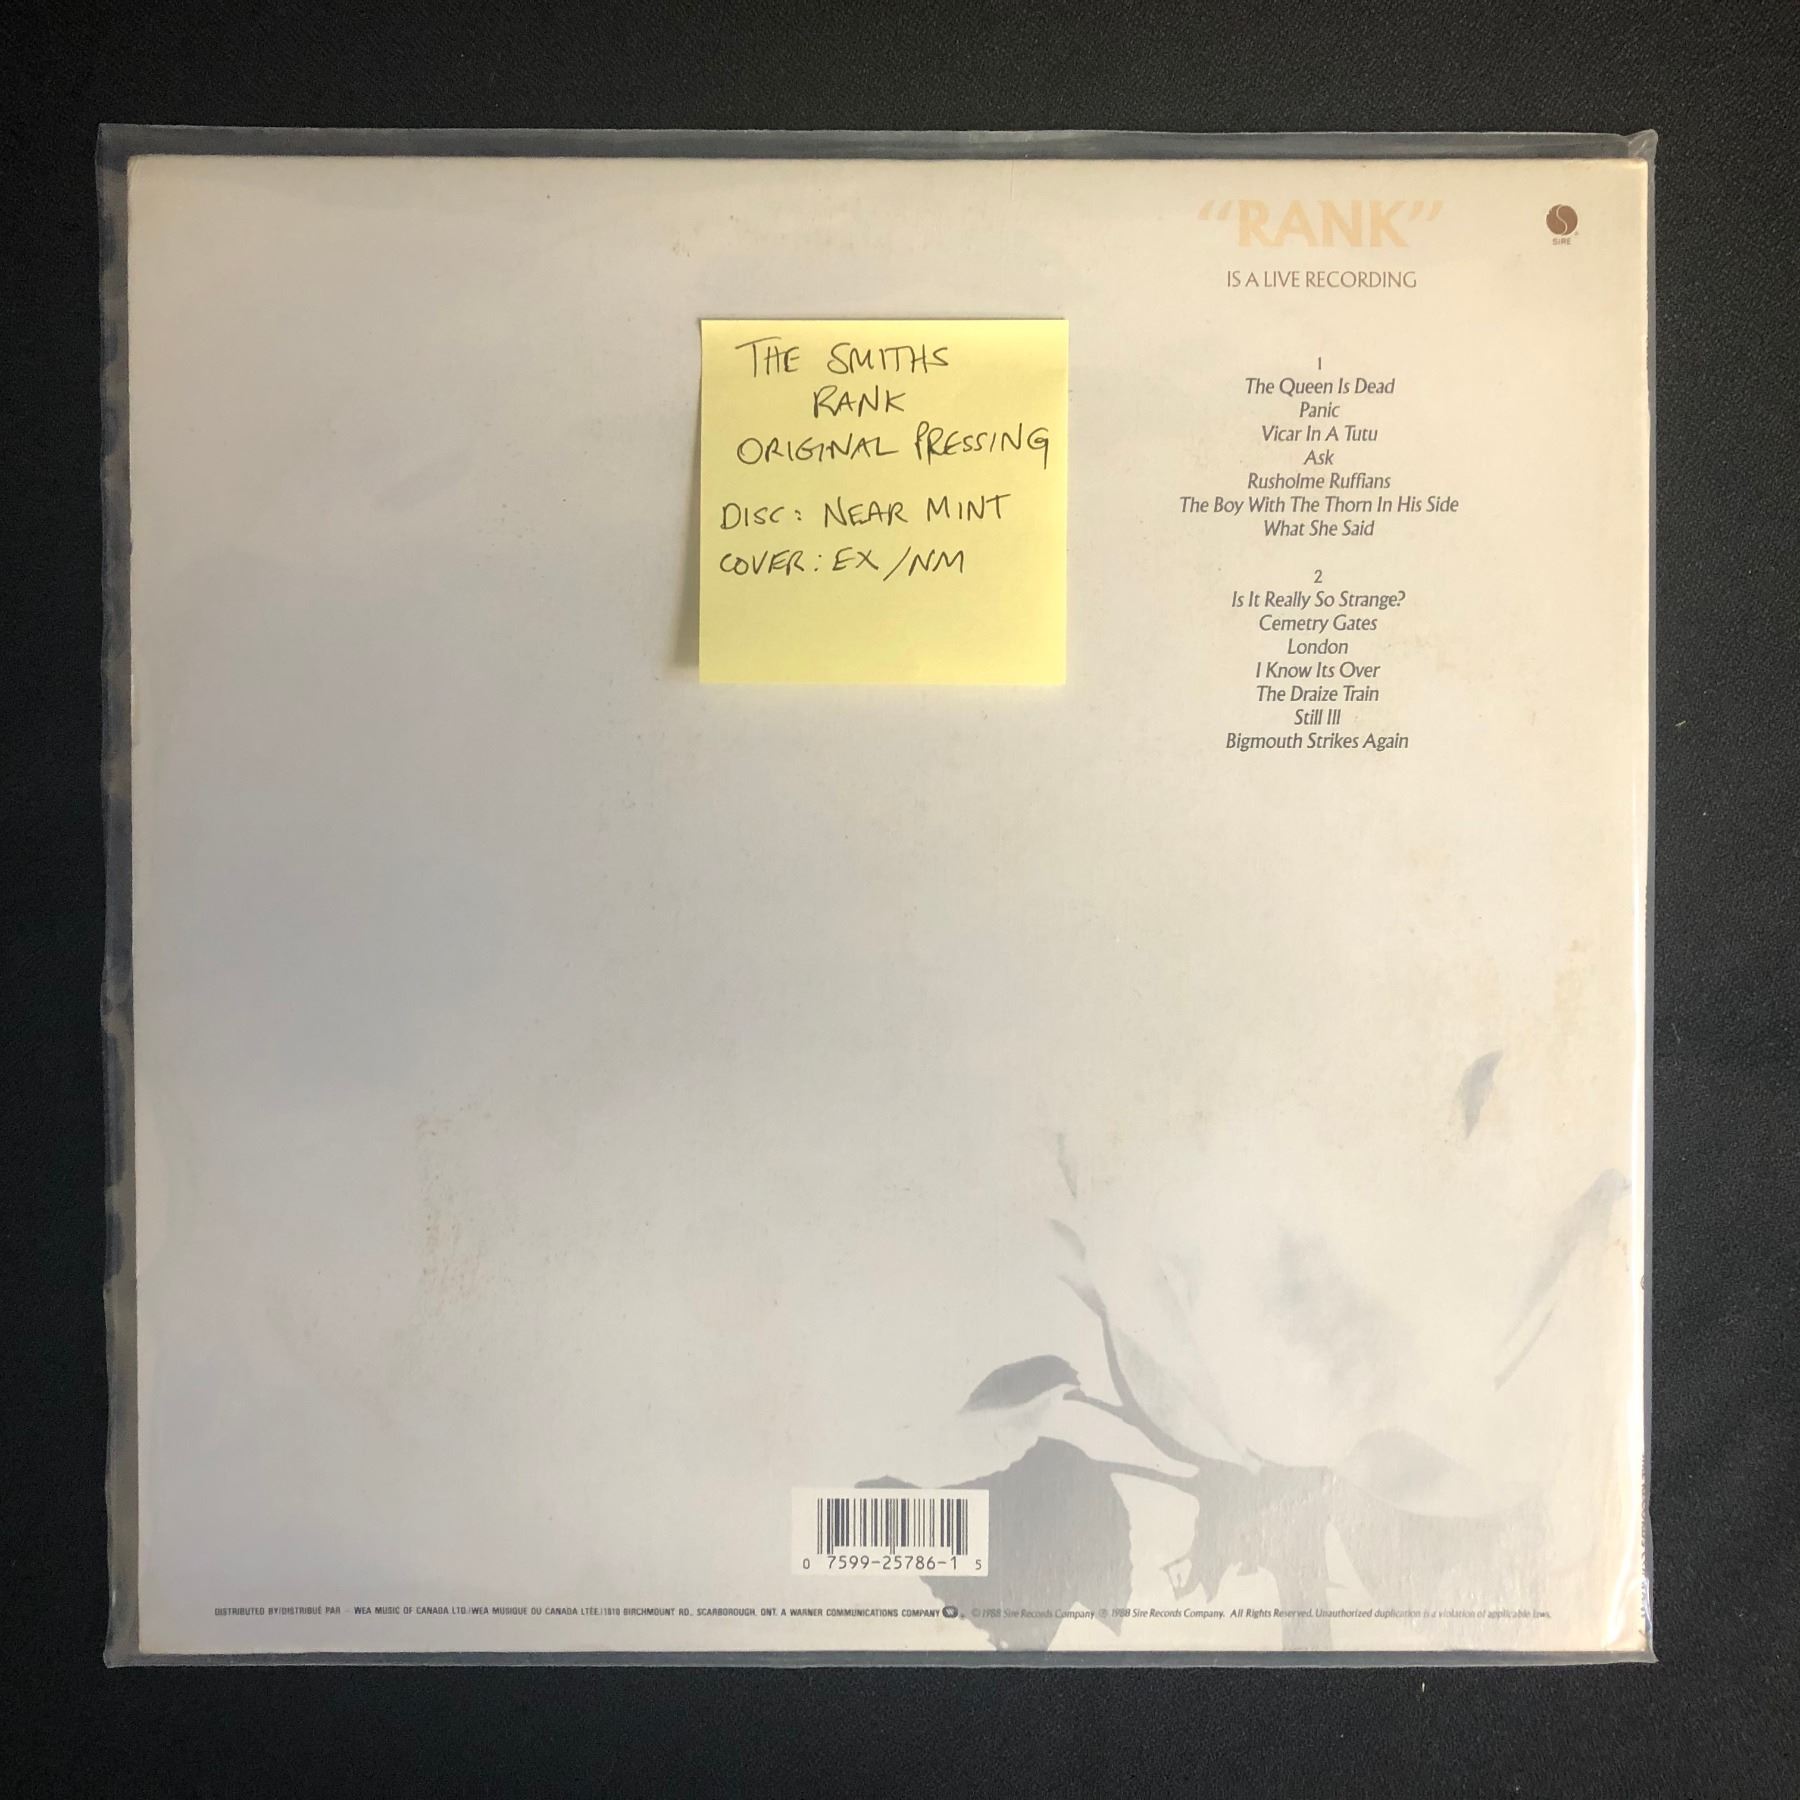 “RANK”
SIRE
IS A LIVE RECORDING
THE SMITHS
RANK
ORIGINAL PRESSING
DISC: NEAR MINT
COVER: EX/NM
1
The Queen Is Dead
Panic
Vicar In A Tutu
Ask
Rusholme Ruffians
The Boy With The Thorn In His Side
What She Said
2
Is It Really So Strange?
Cemetry Gates
London
I Know Its Over
The Draize Train
Still Ill
Bigmouth Strikes Again
0 7599-25786-1 5
DISTRIBUTED BY/DISTRIBUÉ PAR - WEA MUSIC OF CANADA LTD./WEA MUSIQUE DU CANADA LTÉE./1810 BIRCHMOUNT RD., SCARBOROUGH, ONT. A WARNER COMMUNICATIONS COMPANY W. © 1988 Sire Records Company ℗ 1988 Sire Records Company. All Rights Reserved. Unauthorized duplication is a violation of applicable laws.